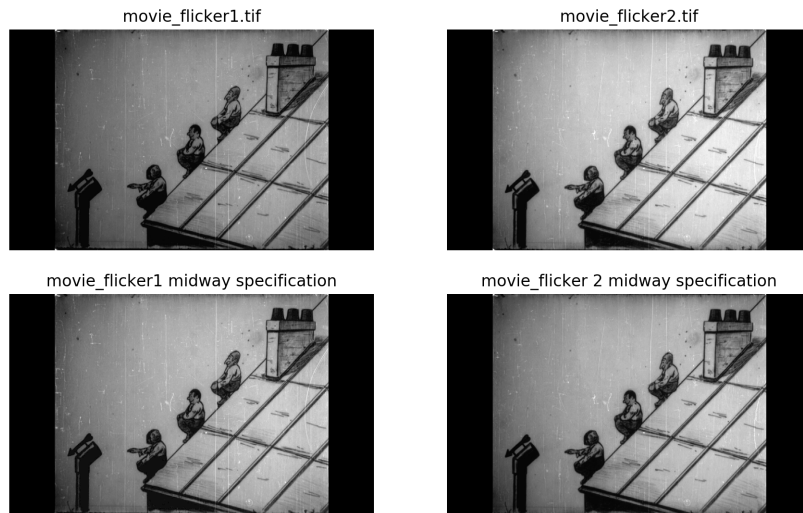 movie_flicker1.tif
movie_flicker2.tif
movie_flicker1 midway specification
movie_flicker 2 midway specification